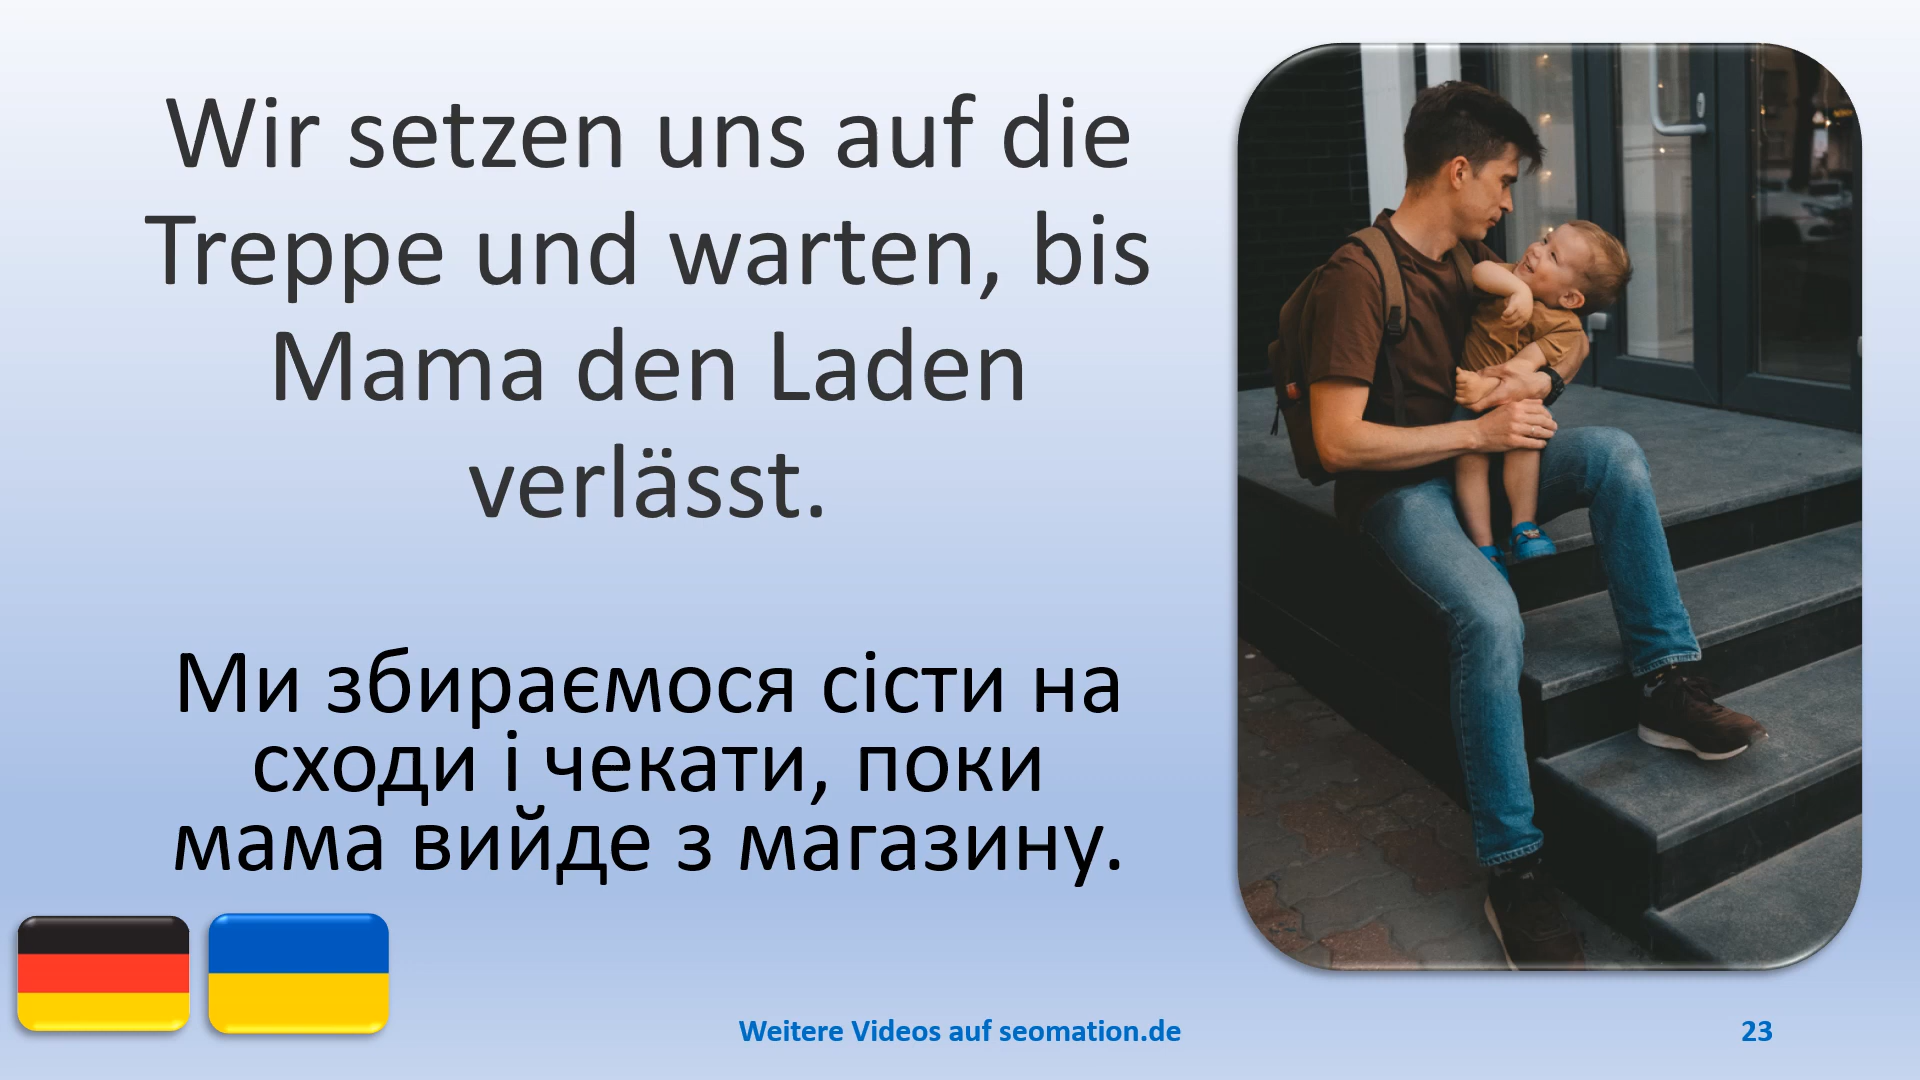 Wir setzen uns auf die
Treppe und warten, bis
Mama den Laden
verlässt.
Ми збираємося сісти на
сходи і чекати, поки
мама вийде з магазину.
Weitere Videos auf seomation.de
23